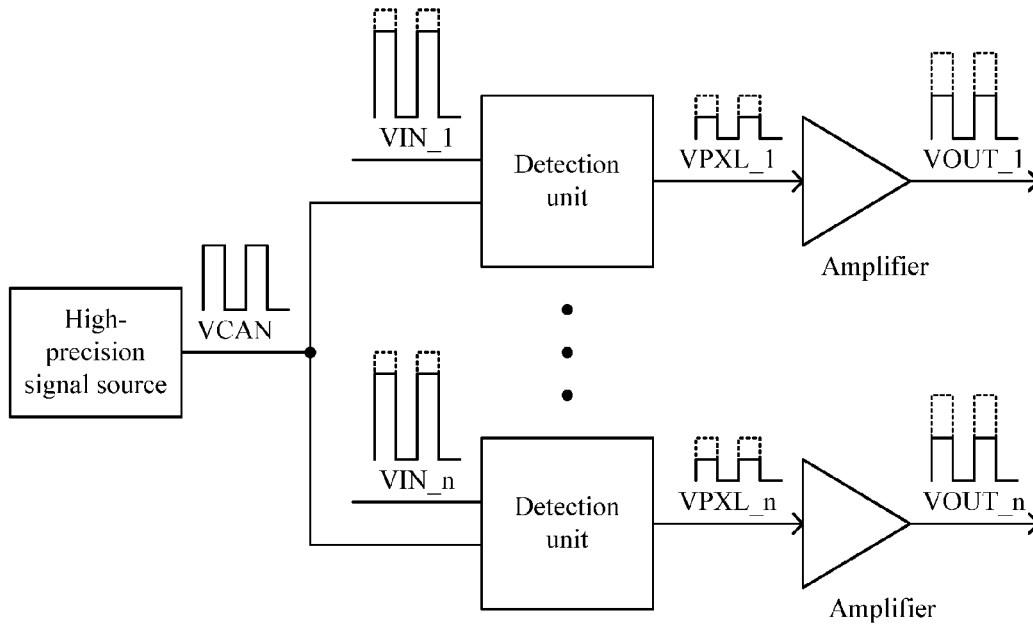 VIN_1
Detection
unit
VPXL_1
VOUT_1
Amplifier
High-
precision
signal source
VCAN
VIN_n
Detection
unit
VPXL_n
VOUT_n
Amplifier